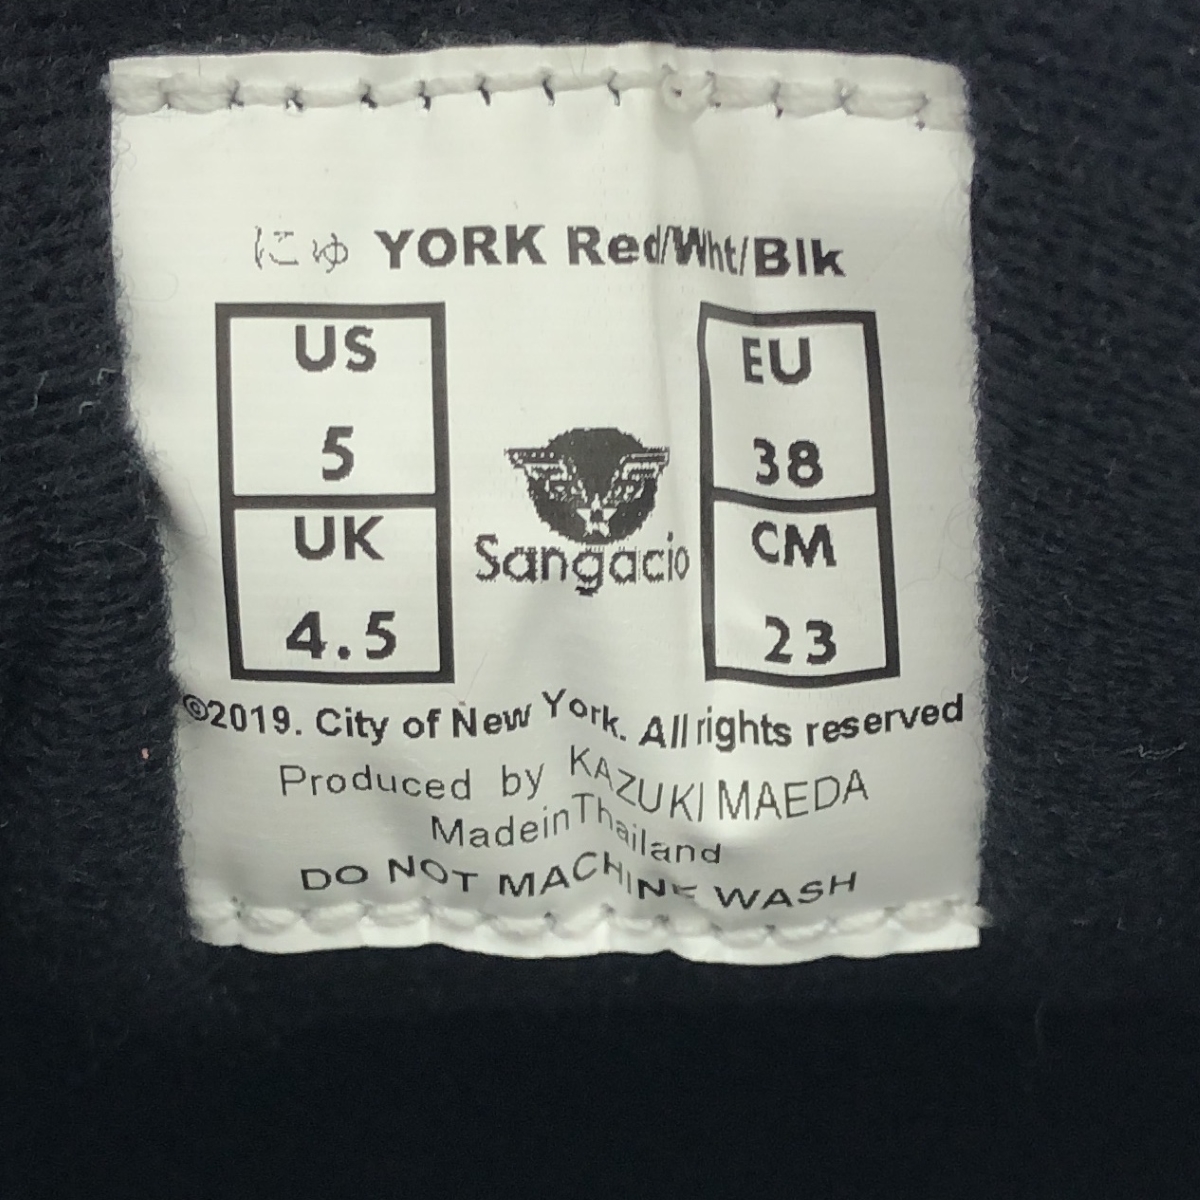 にゅ YORK Red/Wht/Blk
US
5
UK
4.5
Sangacio
EU
38
CM
23
©2019. City of New York. All rights reserved
Produced by KAZUKI MAEDA
MadeinThailand
DO NOT MACHINE WASH